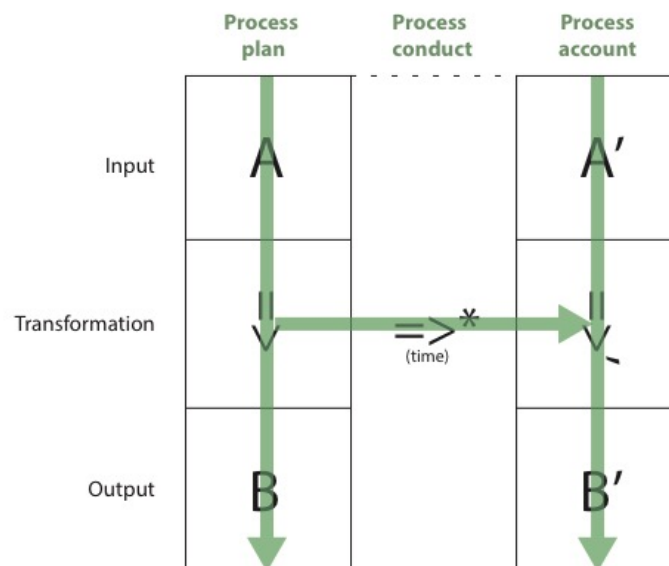 Process plan
Process conduct
Process account
Input
A
A′
Transformation
=>
=>*
(time)
=>′
Output
B
B′